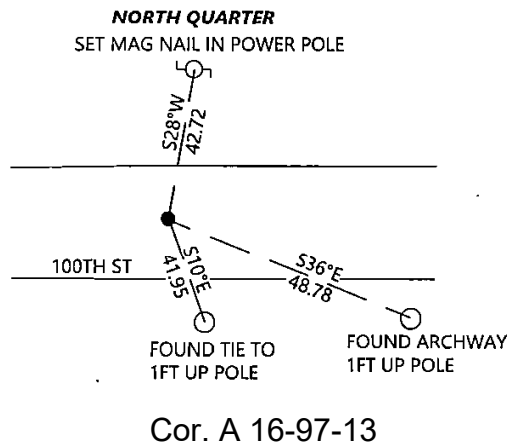 NORTH QUARTER
SET MAG NAIL IN POWER POLE
S28°W
42.72
100TH ST
S10°E
41.95
S36°E
48.78
FOUND TIE TO
1FT UP POLE
FOUND ARCHWAY
1FT UP POLE
Cor. A 16-97-13